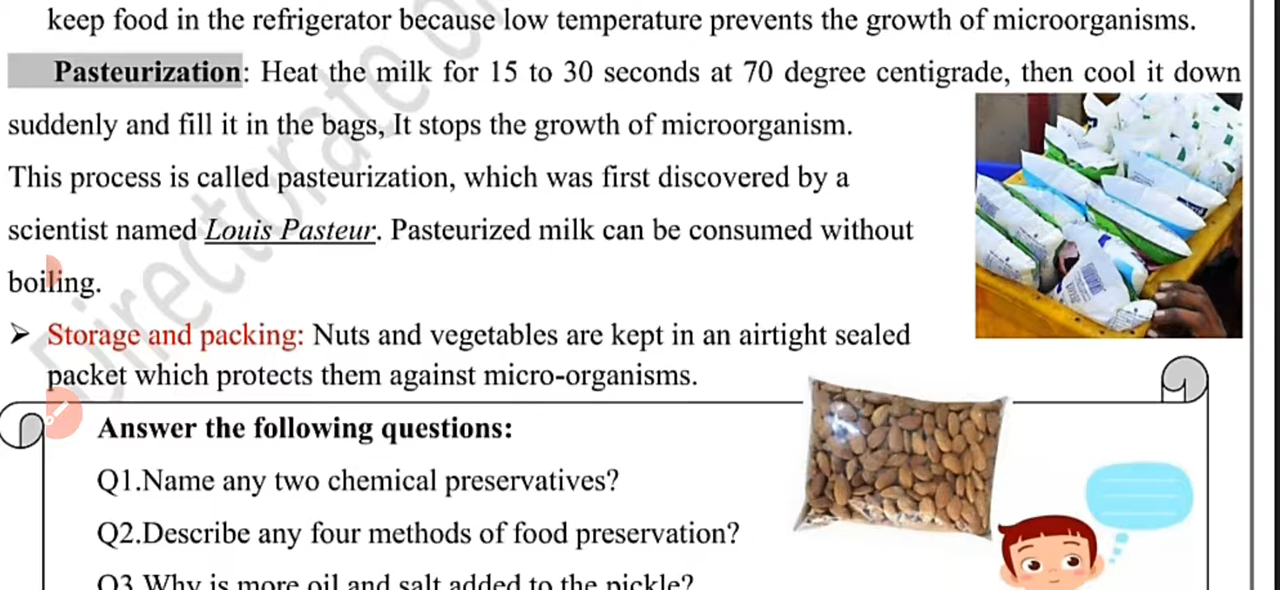 keep food in the refrigerator because low temperature prevents the growth of microorganisms.
Pasteurization: Heat the milk for 15 to 30 seconds at 70 degree centigrade, then cool it down
suddenly and fill it in the bags, It stops the growth of microorganism.
This process is called pasteurization, which was first discovered by a
scientist named Louis Pasteur. Pasteurized milk can be consumed without
boiling.
➢ Storage and packing: Nuts and vegetables are kept in an airtight sealed
packet which protects them against micro-organisms.
Answer the following questions:
Q1.Name any two chemical preservatives?
Q2.Describe any four methods of food preservation?
Q3.Why is more oil and salt added to the pickle?
Directorate of